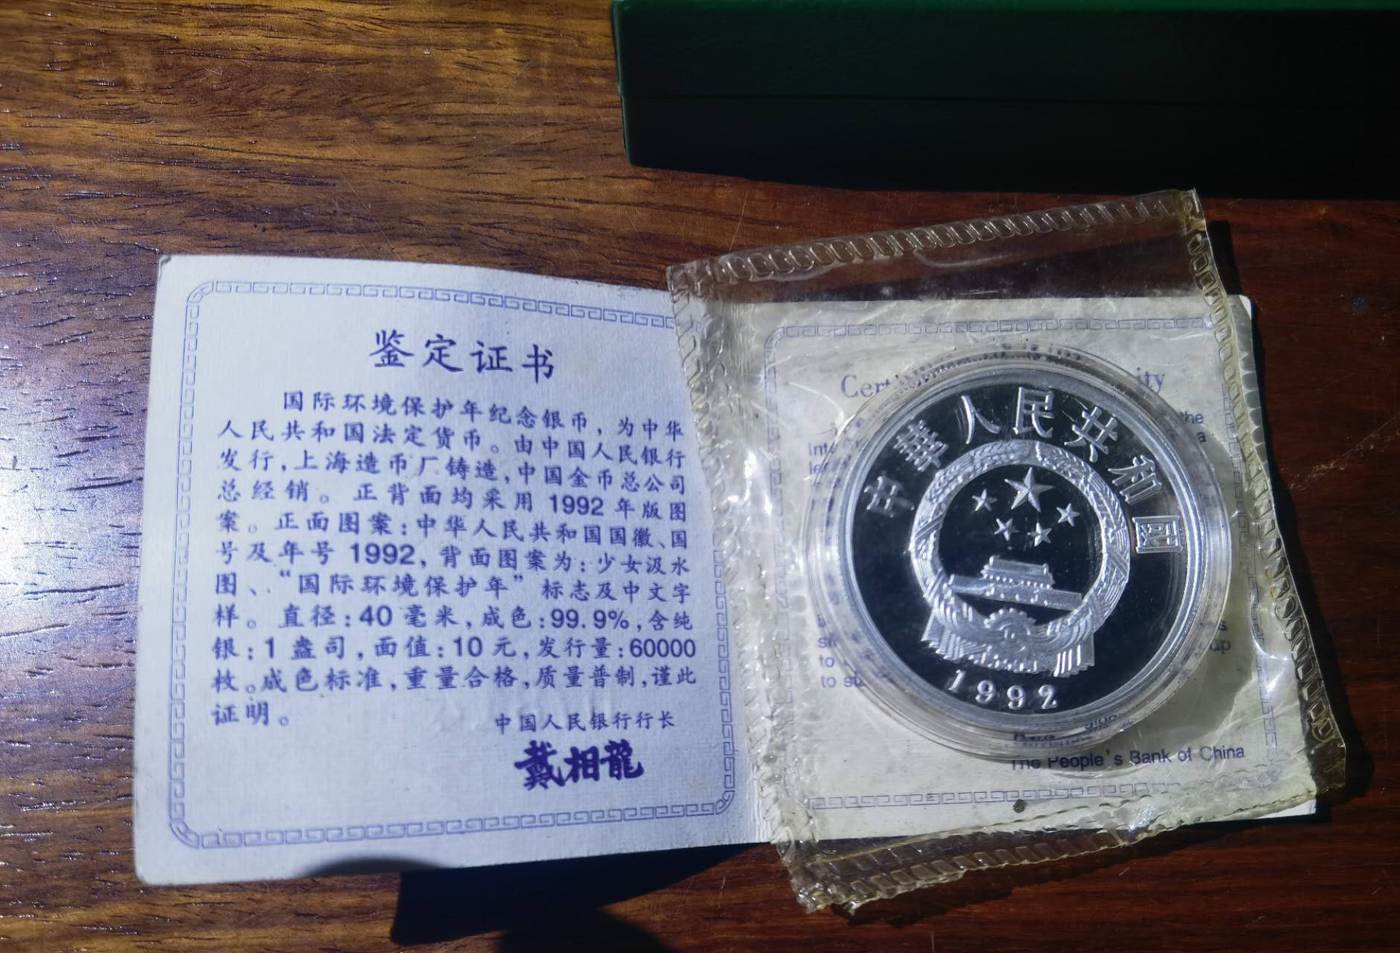 鉴定证书
国际环境保护年纪念银币，为中华
人民共和国法定货币。由中国人民银行
发行，上海造币厂铸造，中国金币总公司
总经销。正背面均采用1992年版图
案。正面图案：中华人民共和国国徽、国
号及年号1992，背面图案为：少女汲水
图、“国际环境保护年”标志及中文字
样。直径：40毫米，成色：99.9%，含纯
银：1盎司，面值：10元，发行量：60000
枚。成色标准，重量合格，质量普制，谨此
证明。
中国人民银行行长
戴相龍
the
a
to
to
up
The People's Bank of China
中華人民共和國
1992